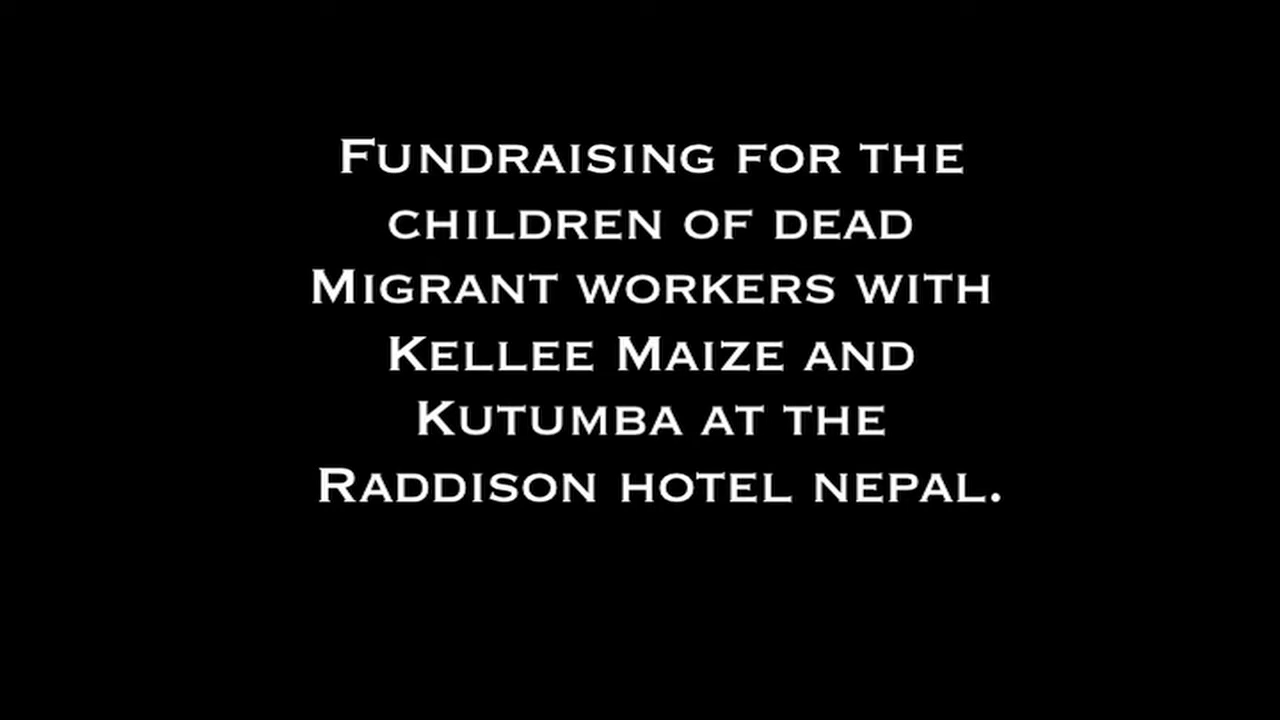 Fundraising for the
children of dead
Migrant workers with
Kellee Maize and
Kutumba at the
Raddison hotel nepal.